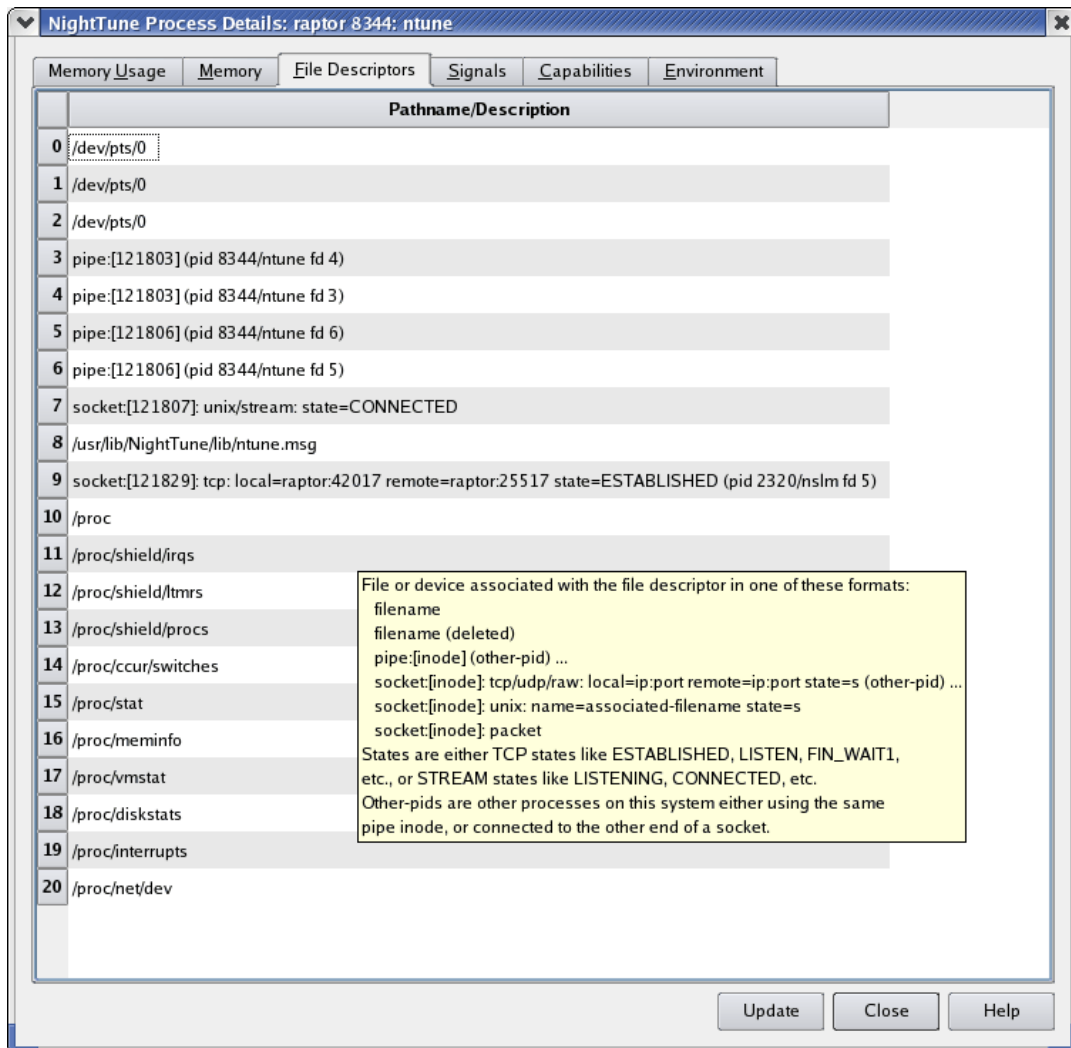 NightTune Process Details: raptor 8344: ntune
Memory Usage Memory File Descriptors Signals Capabilities Environment
Pathname/Description
0 /dev/pts/0
1 /dev/pts/0
2 /dev/pts/0
3 pipe:[121803] (pid 8344/ntune fd 4)
4 pipe:[121803] (pid 8344/ntune fd 3)
5 pipe:[121806] (pid 8344/ntune fd 6)
6 pipe:[121806] (pid 8344/ntune fd 5)
7 socket:[121807]: unix/stream: state=CONNECTED
8 /usr/lib/NightTune/lib/ntune.msg
9 socket:[121829]: tcp: local=raptor:42017 remote=raptor:25517 state=ESTABLISHED (pid 2320/nslm fd 5)
10 /proc
11 /proc/shield/irqs
12 /proc/shield/ltmrs
13 /proc/shield/procs
14 /proc/ccur/switches
15 /proc/stat
16 /proc/meminfo
17 /proc/vmstat
18 /proc/diskstats
19 /proc/interrupts
20 /proc/net/dev
File or device associated with the file descriptor in one of these formats:
filename
filename (deleted)
pipe:[inode] (other-pid) ...
socket:[inode]: tcp/udp/raw: local=ip:port remote=ip:port state=s (other-pid) ...
socket:[inode]: unix: name=associated-filename state=s
socket:[inode]: packet
States are either TCP states like ESTABLISHED, LISTEN, FIN_WAIT1,
etc., or STREAM states like LISTENING, CONNECTED, etc.
Other-pids are other processes on this system either using the same
pipe inode, or connected to the other end of a socket.
Update Close Help